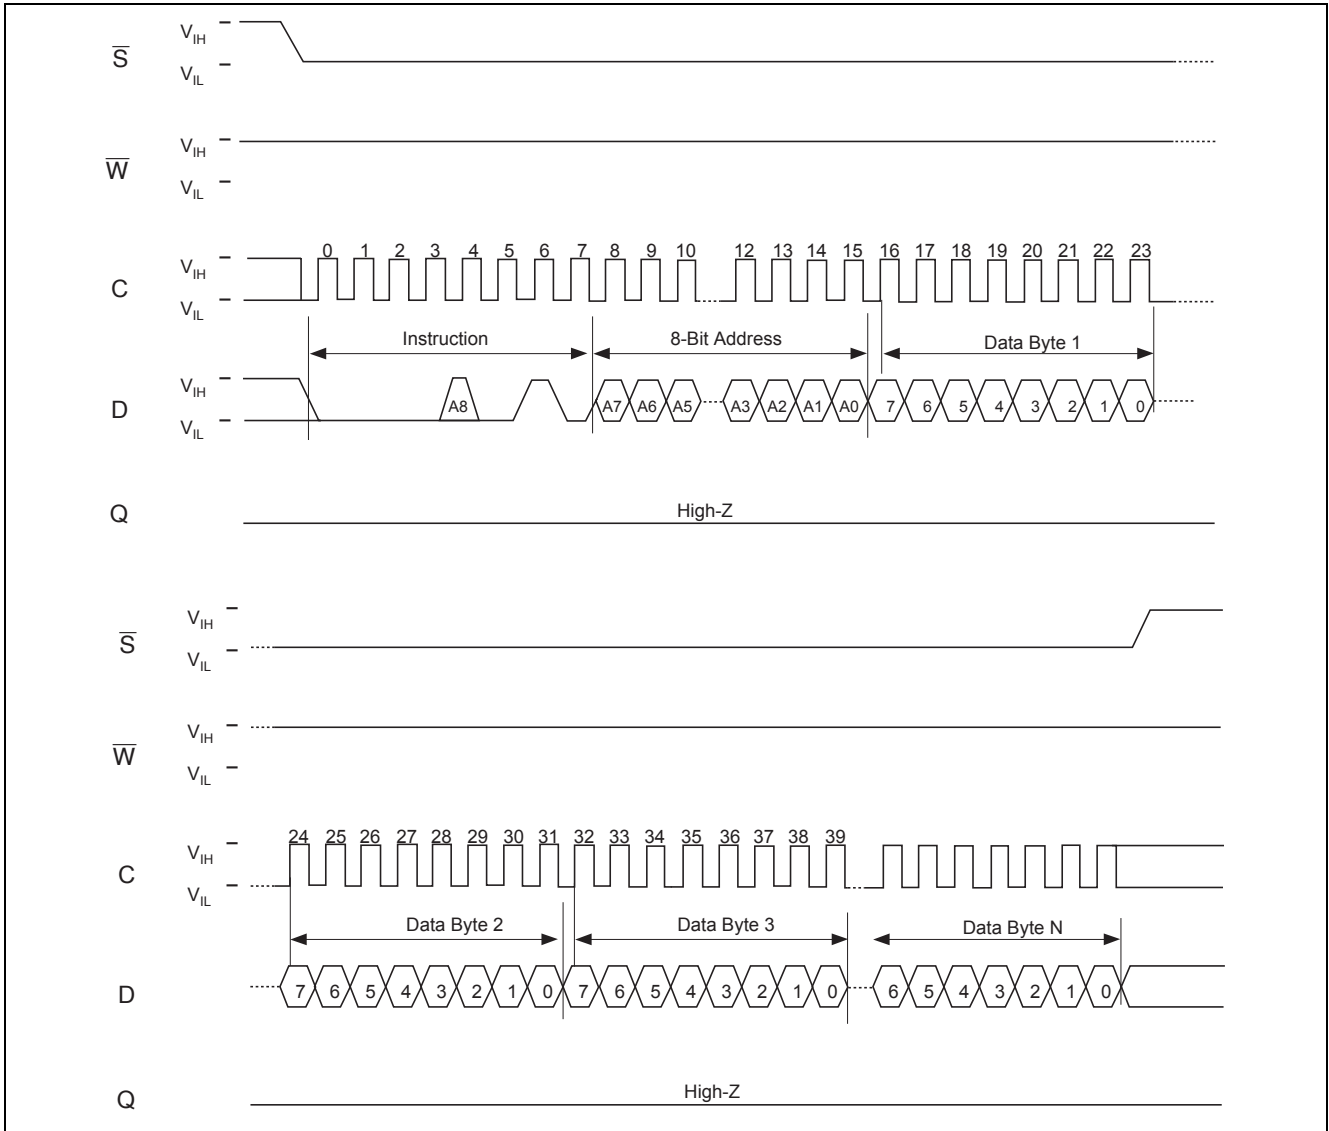 S̅ V_IH
V_IL
W̅ V_IH
V_IL
0 1 2 3 4 5 6 7 8 9 10 12 13 14 15 16 17 18 19 20 21 22 23
C V_IH
V_IL
Instruction 8-Bit Address Data Byte 1
D V_IH
V_IL
A8 A7 A6 A5 A3 A2 A1 A0 7 6 5 4 3 2 1 0
Q High-Z
S̅ V_IH
V_IL
W̅ V_IH
V_IL
24 25 26 27 28 29 30 31 32 33 34 35 36 37 38 39
C V_IH
V_IL
Data Byte 2 Data Byte 3 Data Byte N
D 7 6 5 4 3 2 1 0 7 6 5 4 3 2 1 0 6 5 4 3 2 1 0
Q High-Z